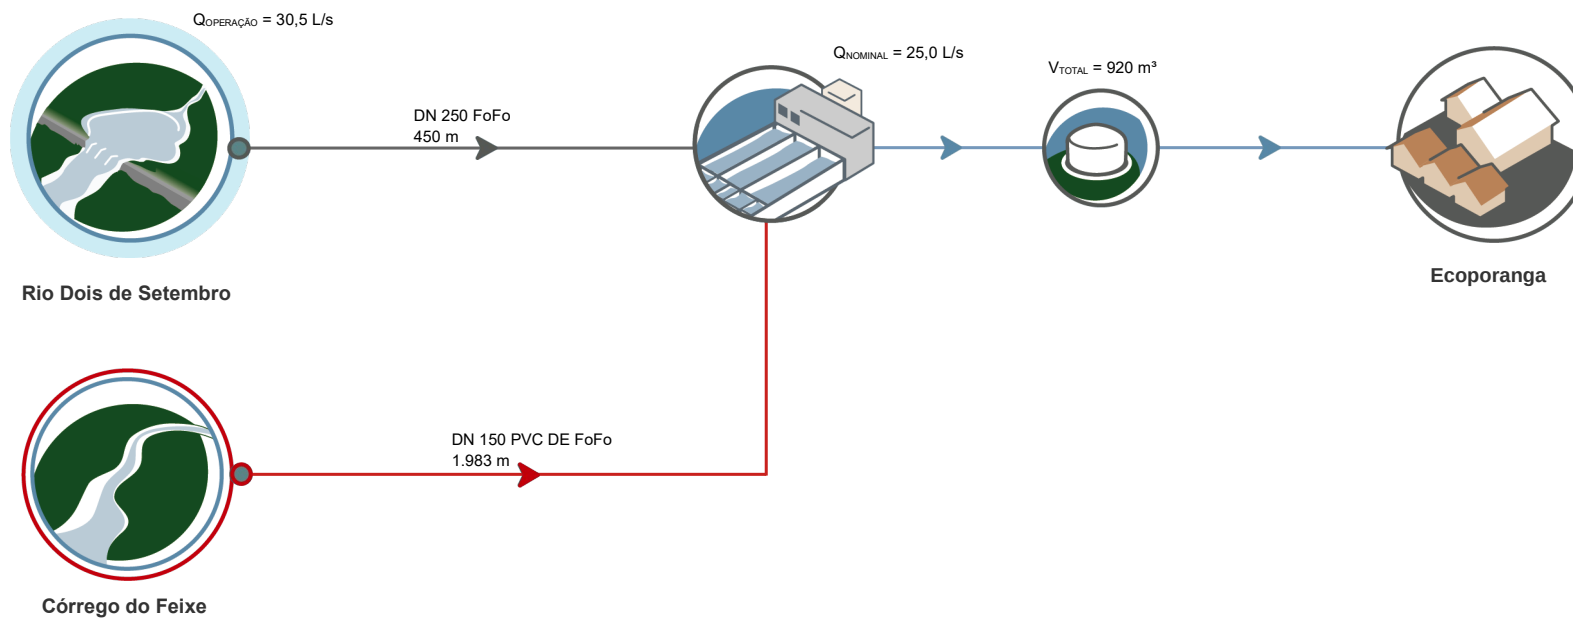 QOPERAÇÃO = 30,5 L/s
QNOMINAL = 25,0 L/s
VTOTAL = 920 m³
DN 250 FoFo
450 m
Rio Dois de Setembro
Ecoporanga
DN 150 PVC DE FoFo
1.983 m
Córrego do Feixe